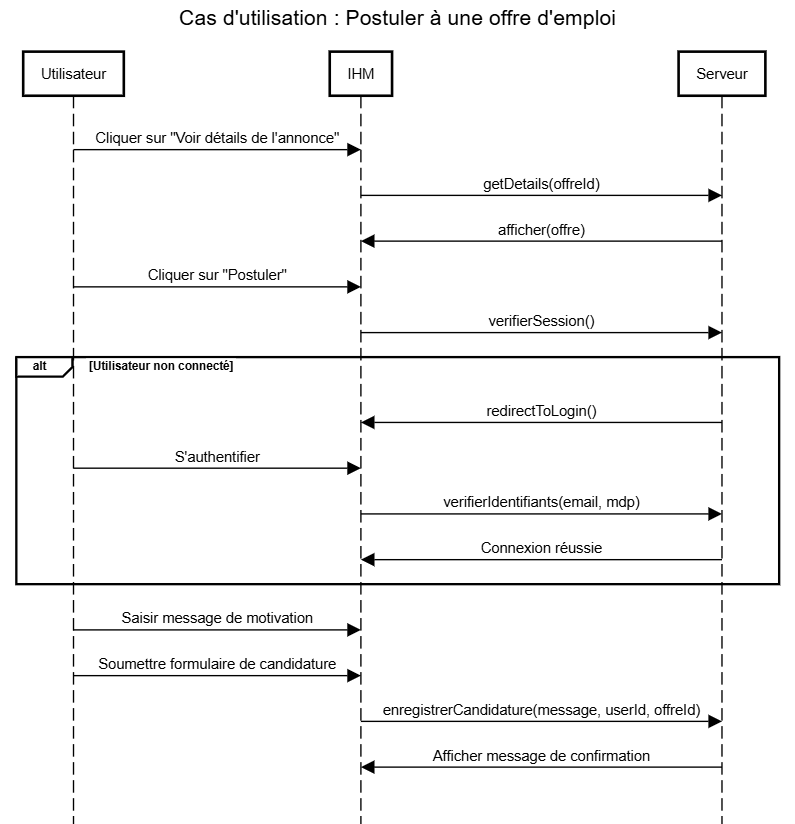 Cas d'utilisation : Postuler à une offre d'emploi
Utilisateur IHM Serveur
Cliquer sur "Voir détails de l'annonce"
getDetails(offreId)
afficher(offre)
Cliquer sur "Postuler"
verifierSession()
alt [Utilisateur non connecté]
redirectToLogin()
S'authentifier
verifierIdentifiants(email, mdp)
Connexion réussie
Saisir message de motivation
Soumettre formulaire de candidature
enregistrerCandidature(message, userId, offreId)
Afficher message de confirmation